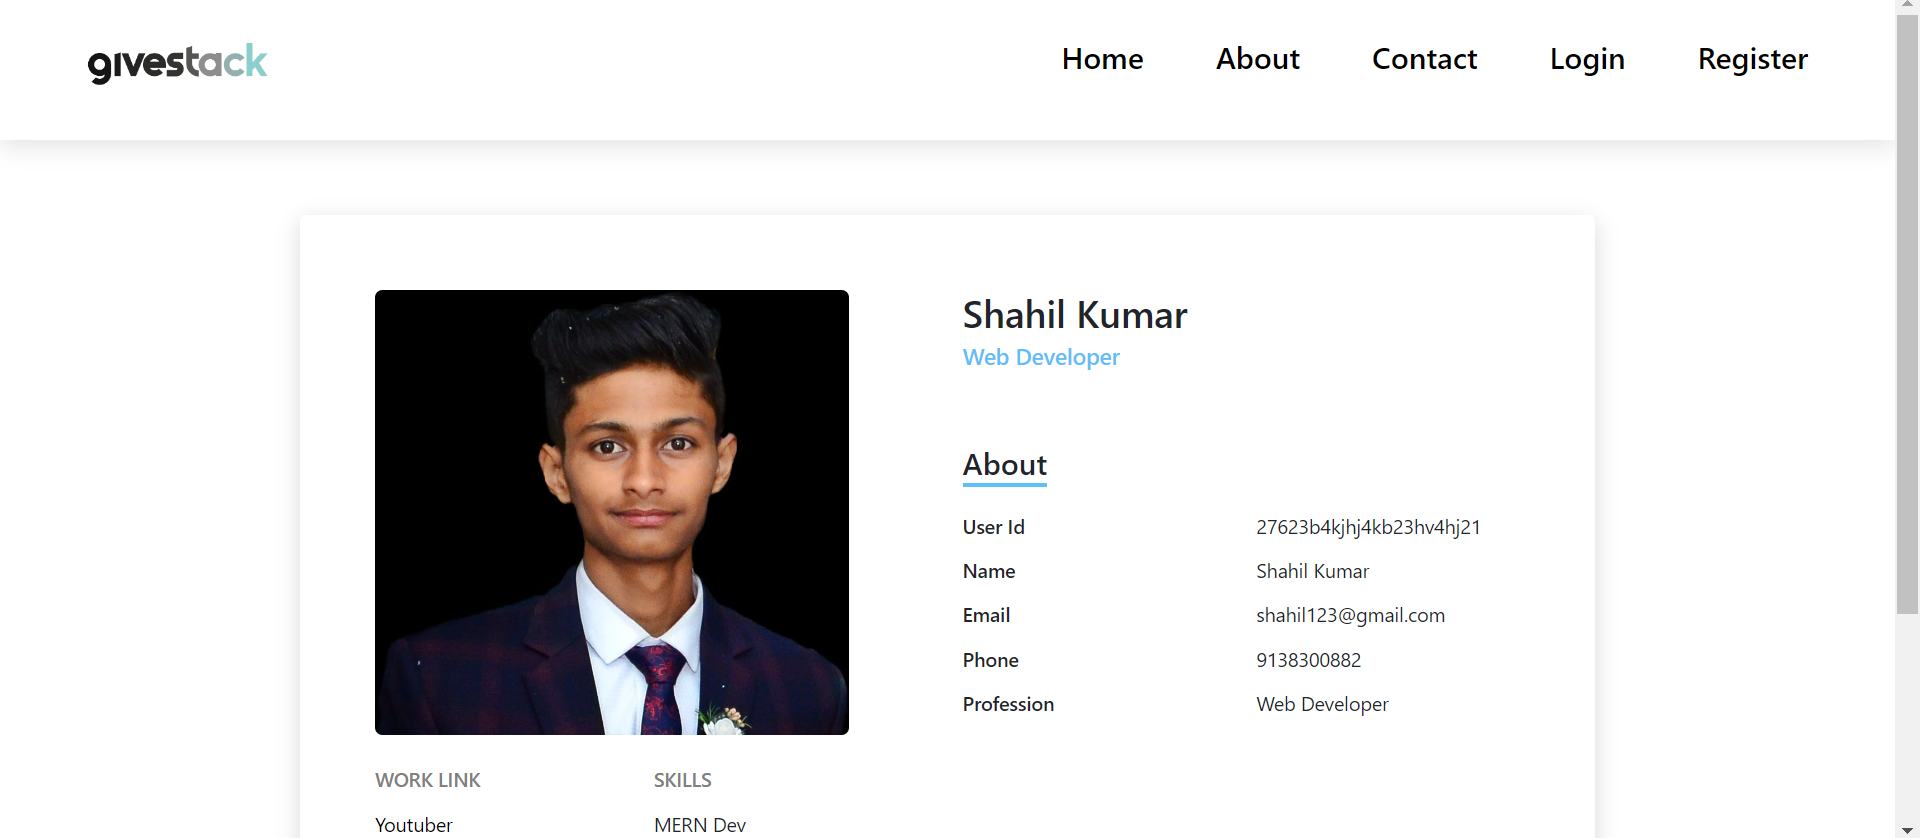 givestack
Home About Contact Login Register
Shahil Kumar
Web Developer
About
User Id 27623b4kjhj4kb23hv4hj21
Name Shahil Kumar
Email shahil123@gmail.com
Phone 9138300882
Profession Web Developer
WORK LINK SKILLS
Youtuber MERN Dev